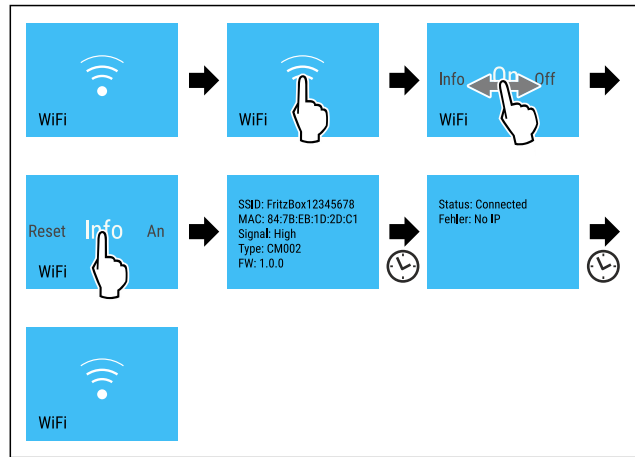 WiFi
WiFi
Info On Off
WiFi
Reset Info An
WiFi
SSID: FritzBox12345678
MAC: 84:7B:EB:1D:2D:C1
Signal: High
Type: CM002
FW: 1.0.0
Status: Connected
Fehler: No IP
WiFi